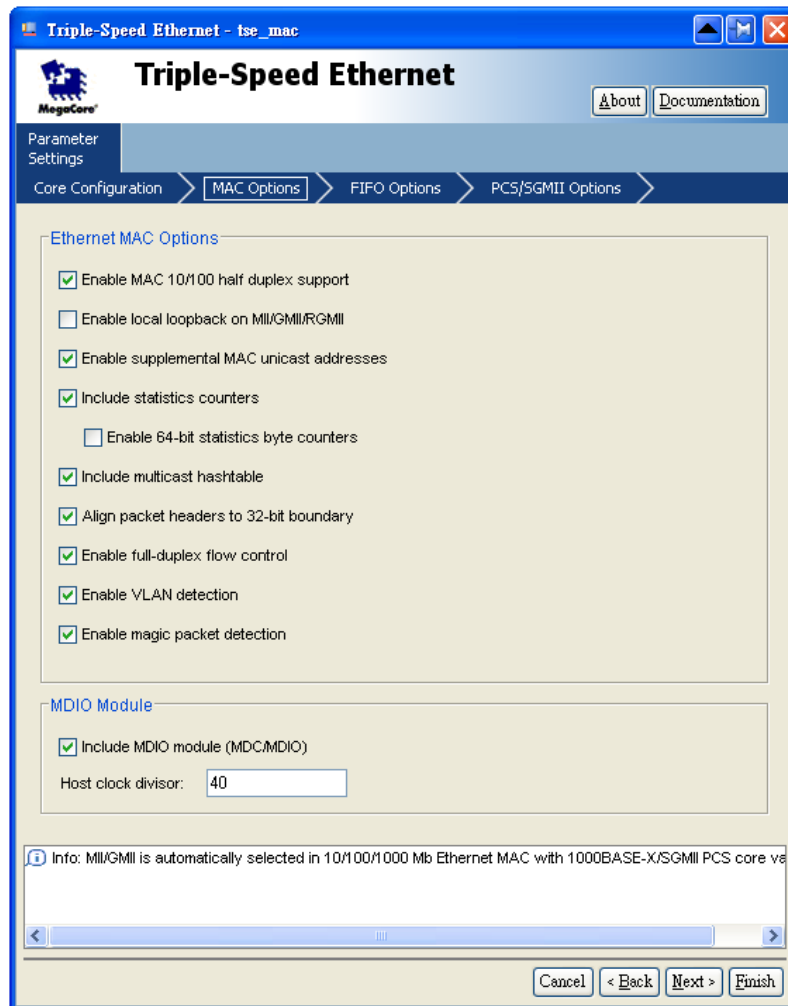 Triple-Speed Ethernet - tse_mac
Triple-Speed Ethernet
MegaCore®
About
Documentation
Parameter
Settings
Core Configuration
MAC Options
FIFO Options
PCS/SGMII Options
Ethernet MAC Options
Enable MAC 10/100 half duplex support
Enable local loopback on MII/GMII/RGMII
Enable supplemental MAC unicast addresses
Include statistics counters
Enable 64-bit statistics byte counters
Include multicast hashtable
Align packet headers to 32-bit boundary
Enable full-duplex flow control
Enable VLAN detection
Enable magic packet detection
MDIO Module
Include MDIO module (MDC/MDIO)
Host clock divisor: 40
Info: MII/GMII is automatically selected in 10/100/1000 Mb Ethernet MAC with 1000BASE-X/SGMII PCS core va
Cancel
< Back
Next >
Finish